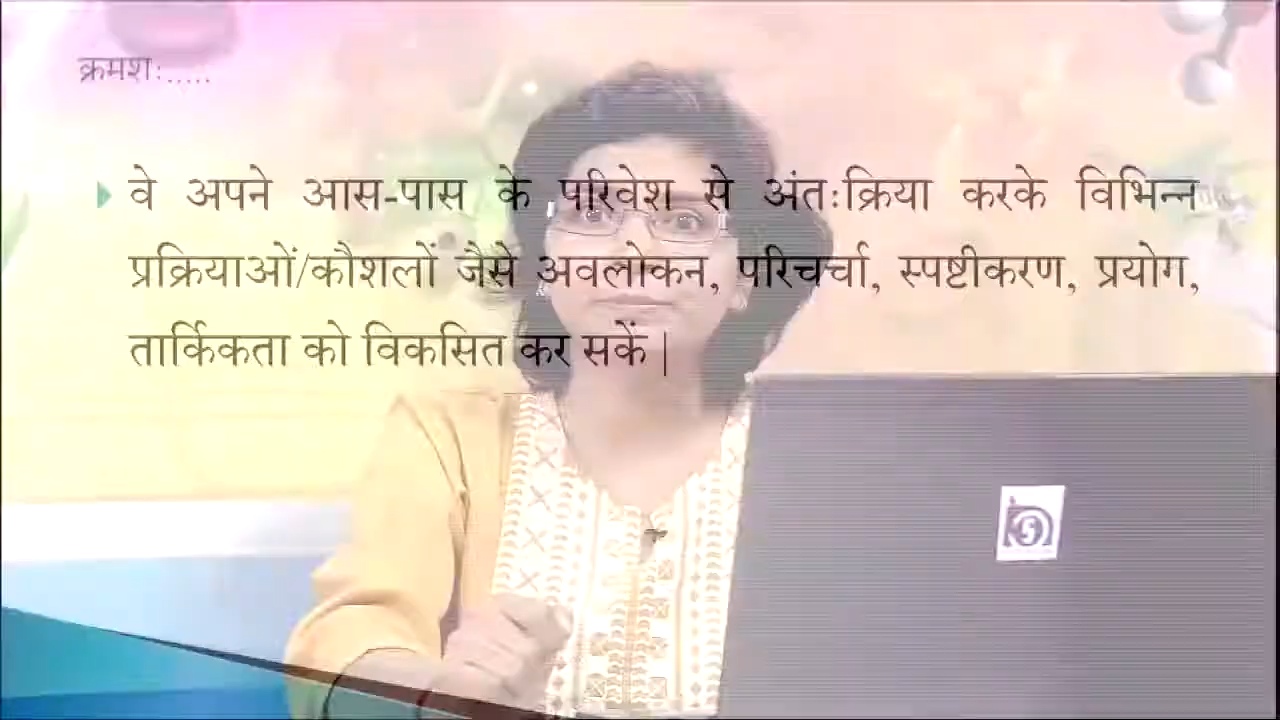 क्रमशः.....
वे अपने आस-पास के परिवेश से अंतःक्रिया करके विभिन्न
प्रक्रियाओं/कौशलों जैसे अवलोकन, परिचर्चा, स्पष्टीकरण, प्रयोग,
तार्किकता को विकसित कर सकें |